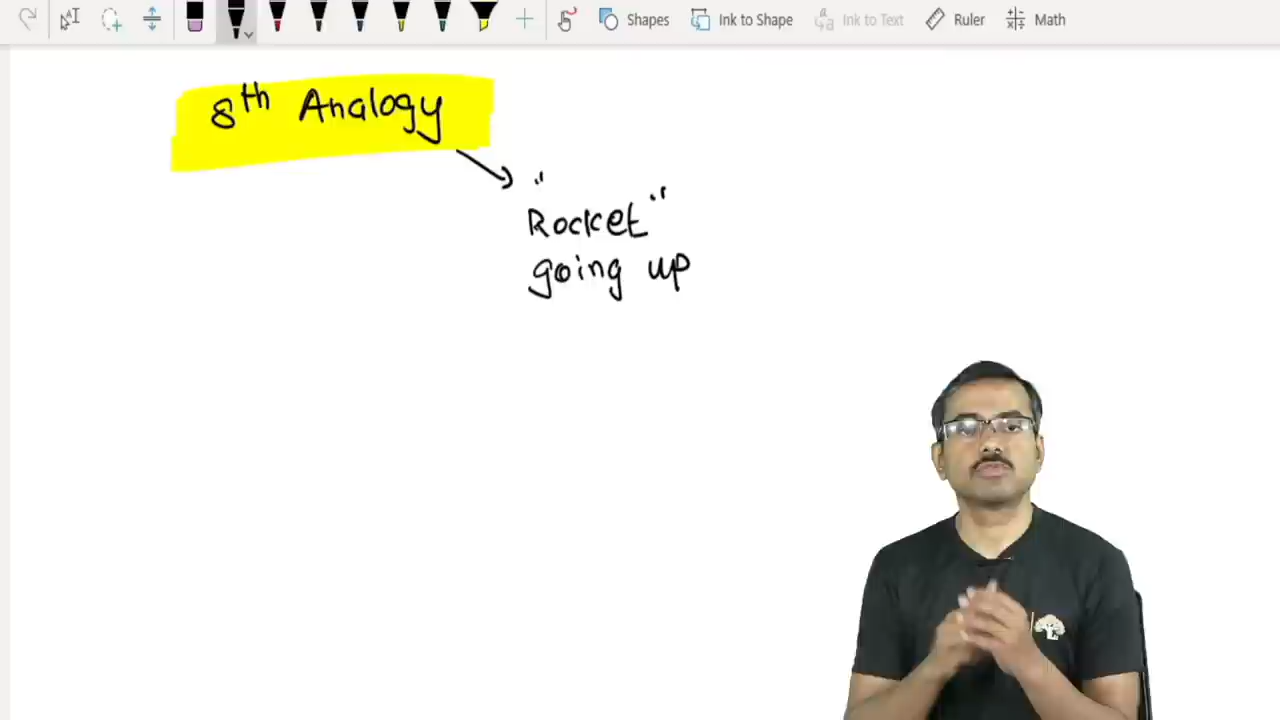 Shapes
Ink to Shape
Ink to Text
Ruler
Math
8th Analogy
"Rocket"
going up